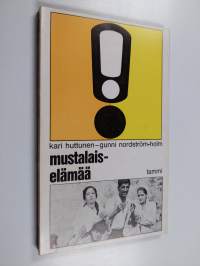 kari huttunen – gunni nordström-holm
mustalais-
elämää
tammi